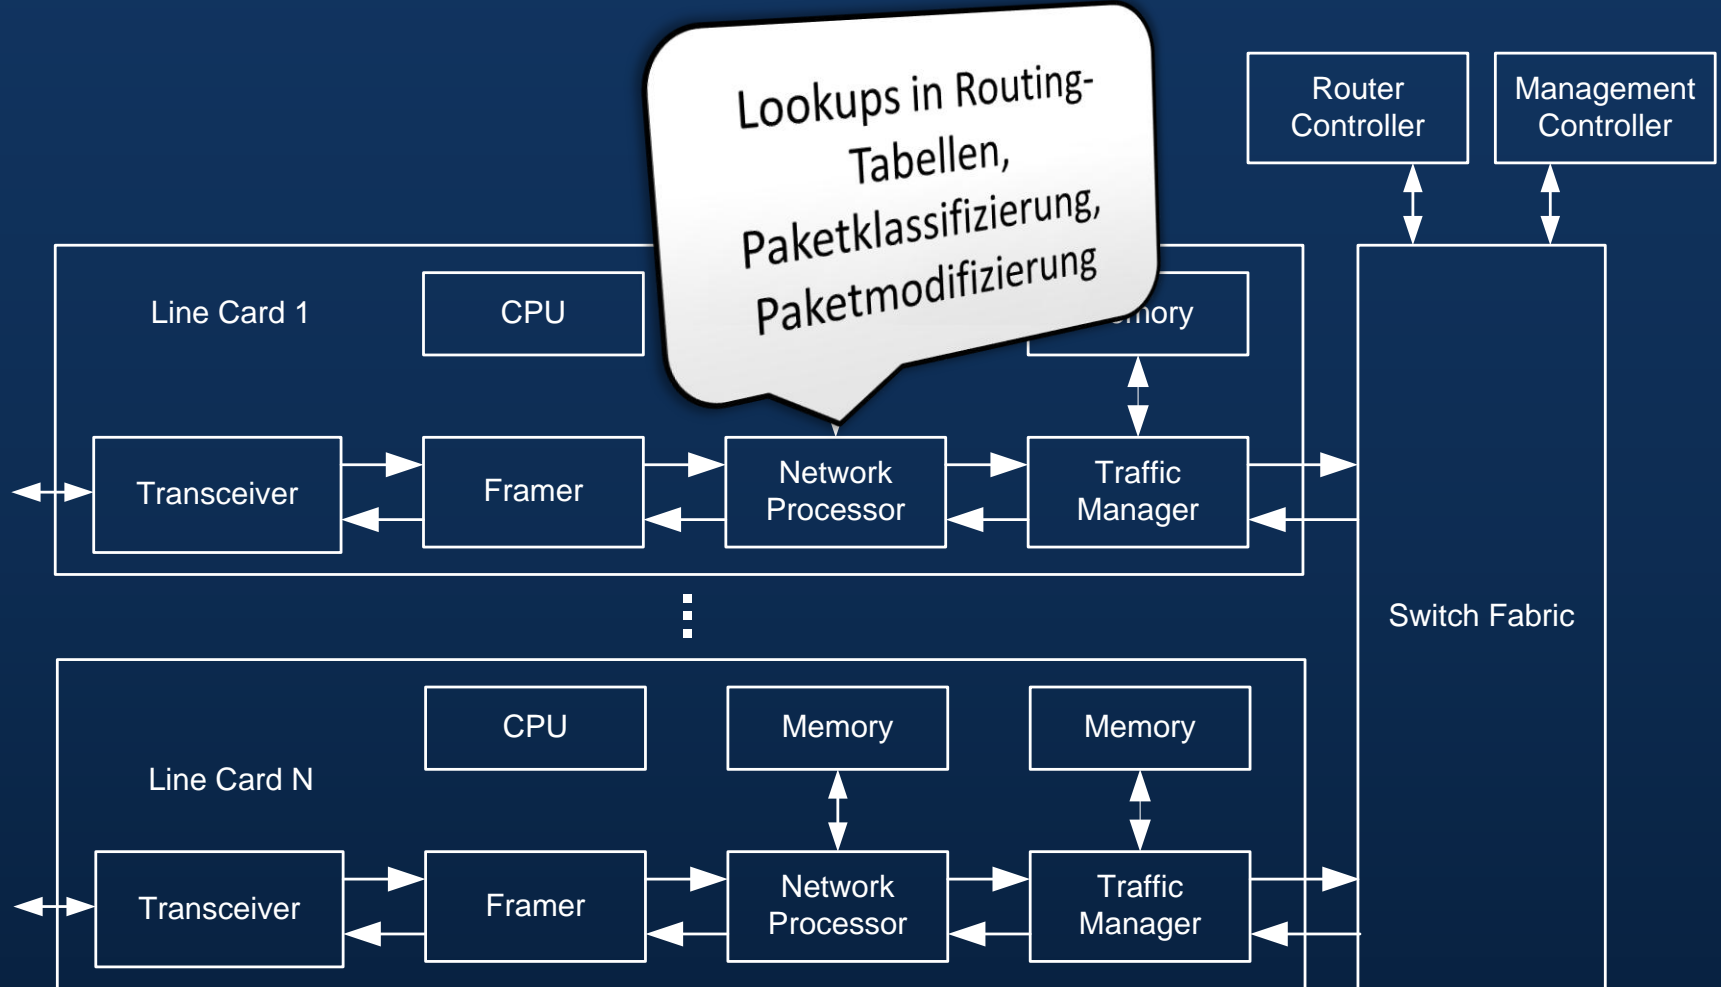 Lookups in Routing-
Tabellen,
Paketklassifizierung,
Paketmodifizierung
Router
Controller
Management
Controller
Line Card 1
CPU
Transceiver
Framer
Network
Processor
Traffic
Manager
Switch Fabric
Line Card N
CPU
Memory
Memory
Transceiver
Framer
Network
Processor
Traffic
Manager